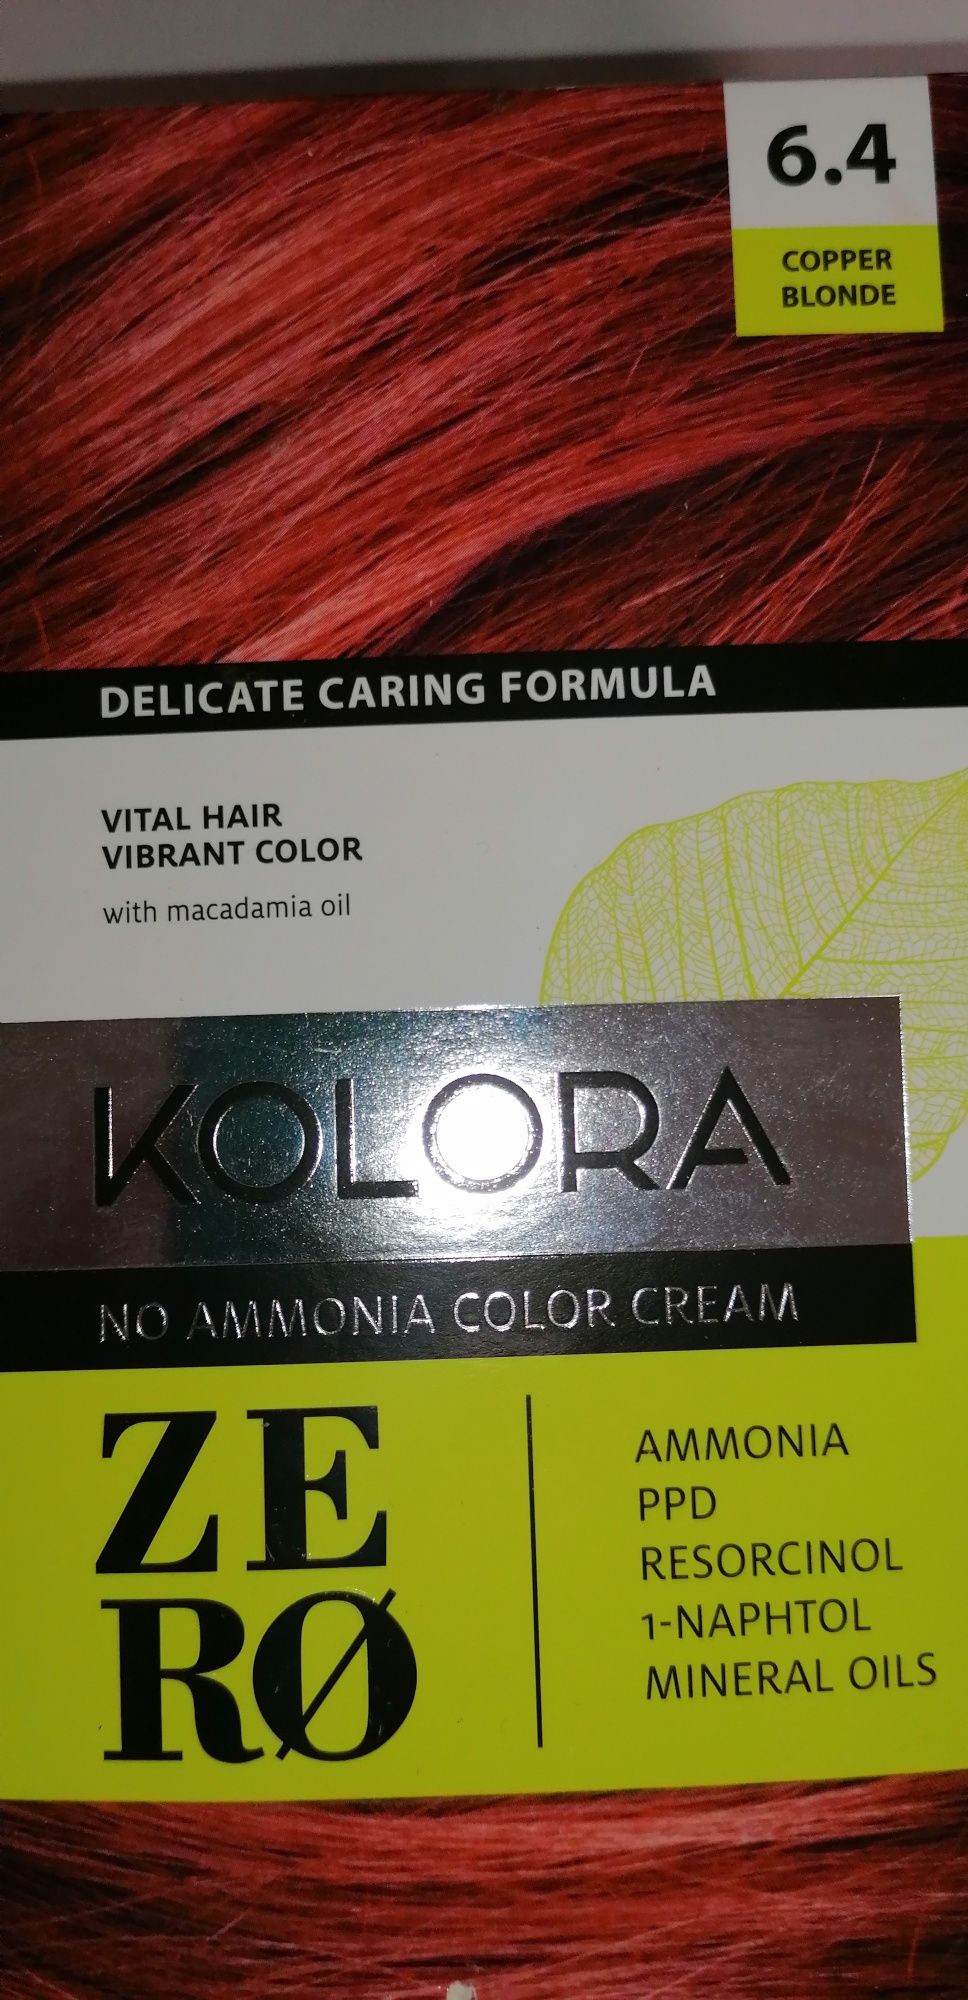 6.4
COPPER
BLONDE
DELICATE CARING FORMULA
VITAL HAIR
VIBRANT COLOR
with macadamia oil
KOLORA
NO AMMONIA COLOR CREAM
ZE
RØ
AMMONIA
PPD
RESORCINOL
1-NAPHTOL
MINERAL OILS